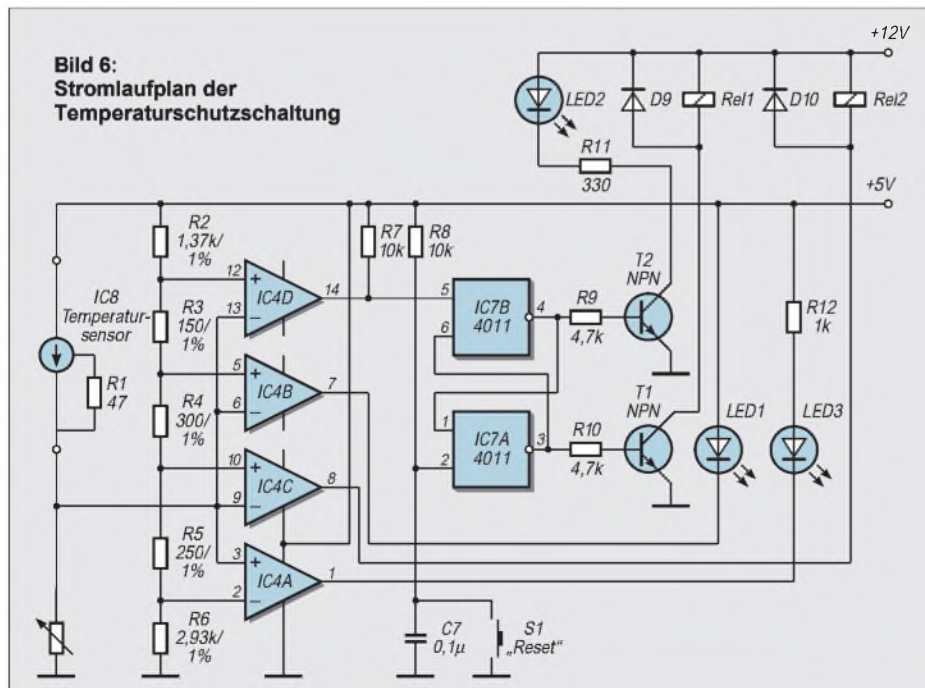 Bild 6:
Stromlaufplan der
Temperaturschutzschaltung
+12V
LED2
D9
Rel1
D10
Rel2
R11
330
+5V
R2
1,37k/
1%
R7
10k
R8
10k
IC8
Temperatur-
sensor
R1
47
R3
150/
1%
R4
300/
1%
R5
250/
1%
R6
2,93k/
1%
12
+
13
–
IC4D
14
5
+
6
–
IC4B
7
10
+
9
–
IC4C
8
3
+
2
–
IC4A
1
5
6
IC7B
4011
4
1
2
IC7A
4011
3
R9
4,7k
R10
4,7k
T2
NPN
T1
NPN
LED1
R12
1k
LED3
C7
0,1µ
S1
„Reset“